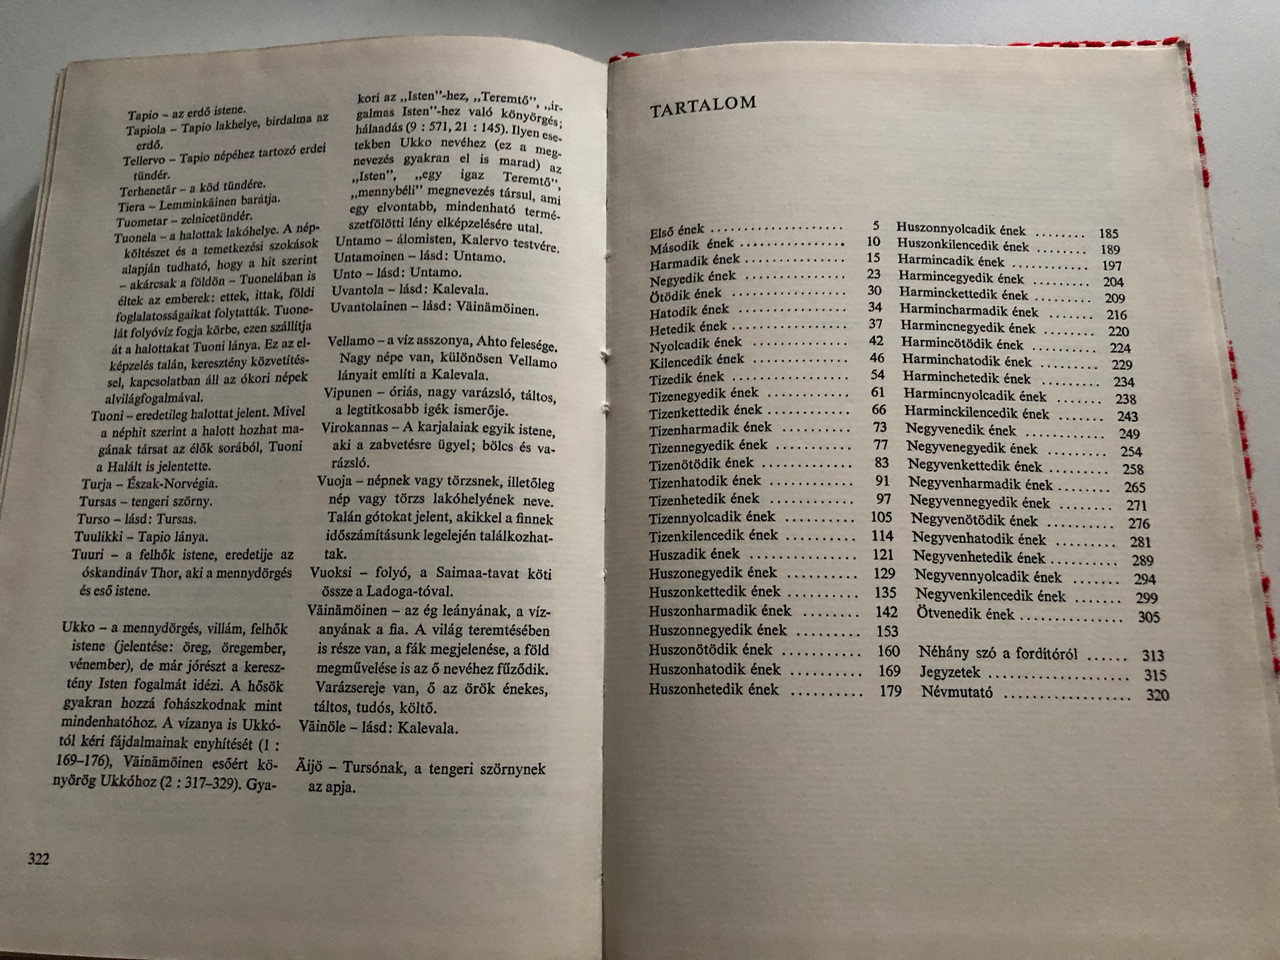 Tapio – az erdő istene.
Tapiola – Tapio lakhelye, birdalma az
erdő.
Tellervo – Tapio népéhez tartozó erdei
tündér.
Terhenetär – a köd tündére.
Tiera – Lemminkäinen barátja.
Tuometar – zelnicetündér.
Tuonela – a halottak lakóhelye. A nép-
költészet és a temetkezési szokások
alapján tudható, hogy a hit szerint
– akárcsak a földön – Tuonelában is
éltek az emberek: ettek, ittak, földi
foglalatosságaikat folytatták. Tuone-
lát folyóvíz fogja körbe, ezen szállítja
át a halottakat Tuoni lánya. Ez az el-
képzelés talán, keresztény közvetítés-
sel, kapcsolatban áll az ókori népek
alvilágfogalmával.
Tuoni – eredetileg halottat jelent. Mivel
a néphit szerint a halott hozhat ma-
gának társat az élők sorából, Tuoni
a Halált is jelentette.
Turja – Észak-Norvégia.
Tursas – tengeri szörny.
Turso – lásd: Tursas.
Tuulikki – Tapio lánya.
Tuuri – a felhők istene, eredetije az
óskandináv Thor, aki a mennydörgés
és eső istene.
Ukko – a mennydörgés, villám, felhők
istene (jelentése: öreg, öregember,
vénember), de már jórészt a keresz-
tény Isten fogalmát idézi. A hősök
gyakran hozzá fohászkodnak mint
mindenhatóhoz. A vízanya is Ukkó-
tól kéri fájdalmainak enyhítését (1 :
169–176), Väinämöinen esőért kö-
nyörög Ukkóhoz (2 : 317–329). Gya-
322
kori az „Isten”-hez, „Teremtő”, „ir-
galmas Isten”-hez való könyörgés;
hálaadás (9 : 571, 21 : 145). Ilyen ese-
tekben Ukko nevéhez (ez a meg-
nevezés gyakran el is marad) az
„Isten”, „egy igaz Teremtő”,
„mennybéli” megnevezés társul, ami
egy elvontabb, mindenható termé-
szetfölötti lény elképzelésére utal.
Untamo – álomisten, Kalervo testvére.
Untamoinen – lásd: Untamo.
Unto – lásd: Untamo.
Uvantola – lásd: Kalevala.
Uvantolainen – lásd: Väinämöinen.
Vellamo – a víz asszonya, Ahto felesége.
Nagy népe van, különösen Vellamo
lányait említi a Kalevala.
Vipunen – óriás, nagy varázsló, táltos,
a legtitkosabb igék ismerője.
Virokannas – A karjalaiak egyik istene,
aki a zabvetésre ügyel; bölcs és va-
rázsló.
Vuoja – népnek vagy törzsnek, illetőleg
nép vagy törzs lakóhelyének neve.
Talán gótokat jelent, akikkel a finnek
időszámításunk legelején találkozhat-
tak.
Vuoksi – folyó, a Saimaa-tavat köti
össze a Ladoga-tóval.
Väinämöinen – az ég leányának, a víz-
anyának a fia. A világ teremtésében
is része van, a fák megjelenése, a föld
megművelése is az ő nevéhez fűződik.
Varázsereje van, ő az örök énekes,
táltos, tudós, költő.
Väinöle – lásd: Kalevala.
Äijö – Tursónak, a tengeri szörnynek
az apja.
TARTALOM
Első ének .................... 5
Második ének ................ 10
Harmadik ének ............... 15
Negyedik ének ............... 23
Ötödik ének ................. 30
Hatodik ének ................ 34
Hetedik ének ................ 37
Nyolcadik ének .............. 42
Kilencedik ének ............. 46
Tizedik ének ................ 54
Tizenegyedik ének ........... 61
Tizenkettedik ének .......... 66
Tizenharmadik ének .......... 73
Tizennegyedik ének .......... 77
Tizenötödik ének ............ 83
Tizenhatodik ének ........... 91
Tizenhetedik ének ........... 97
Tizennyolcadik ének ......... 105
Tizenkilencedik ének ........ 114
Huszadik ének ............... 121
Huszonegyedik ének .......... 129
Huszonkettedik ének ......... 135
Huszonharmadik ének ......... 142
Huszonnegyedik ének ......... 153
Huszonötödik ének ........... 160
Huszonhatodik ének .......... 169
Huszonhetedik ének .......... 179
Huszonnyolcadik ének ........ 185
Huszonkilencedik ének ....... 189
Harmincadik ének ............ 197
Harmincegyedik ének ......... 204
Harminckettedik ének ........ 209
Harmincharmadik ének ........ 216
Harmincnegyedik ének ........ 220
Harmincötödik ének .......... 224
Harminchatodik ének ......... 229
Harminchetedik ének ......... 234
Harmincnyolcadik ének ....... 238
Harminckilencedik ének ...... 243
Negyvenedik ének ............ 249
Negyvenegyedik ének ......... 254
Negyvenkettedik ének ........ 258
Negyvenharmadik ének ........ 265
Negyvennegyedik ének ........ 271
Negyvenötödik ének .......... 276
Negyvenhatodik ének ......... 281
Negyvenhetedik ének ......... 289
Negyvennyolcadik ének ....... 294
Negyvenkilencedik ének ...... 299
Ötvenedik ének .............. 305
Néhány szó a fordítóról ...... 313
Jegyzetek ................... 315
Névmutató ................... 320